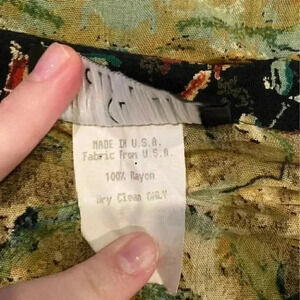 MADE IN U.S.A.
Fabric From U.S.A.
100% Rayon
Dry Clean ONLY